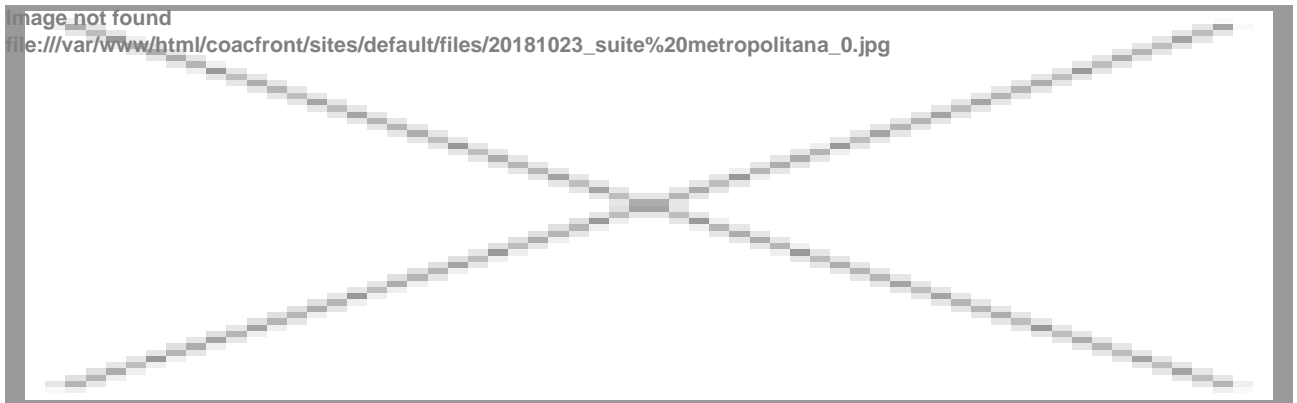 Image not found
file:///var/www/html/coacfront/sites/default/files/20181023_suite%20metropolitana_0.jpg